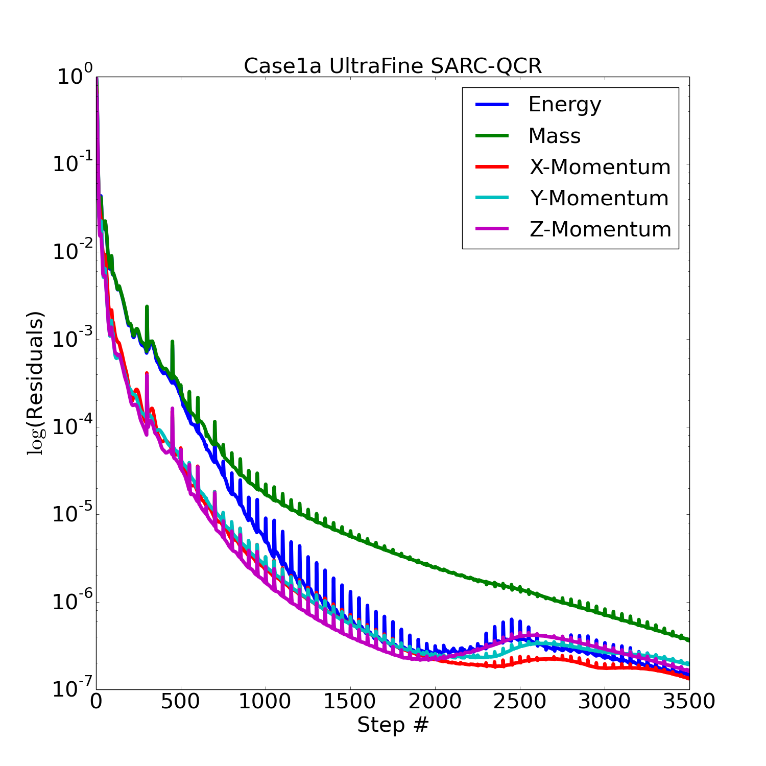 Case1a UltraFine SARC-QCR
Energy
Mass
X-Momentum
Y-Momentum
Z-Momentum
log(Residuals)
10^0
10^-1
10^-2
10^-3
10^-4
10^-5
10^-6
10^-7
0 500 1000 1500 2000 2500 3000 3500
Step #